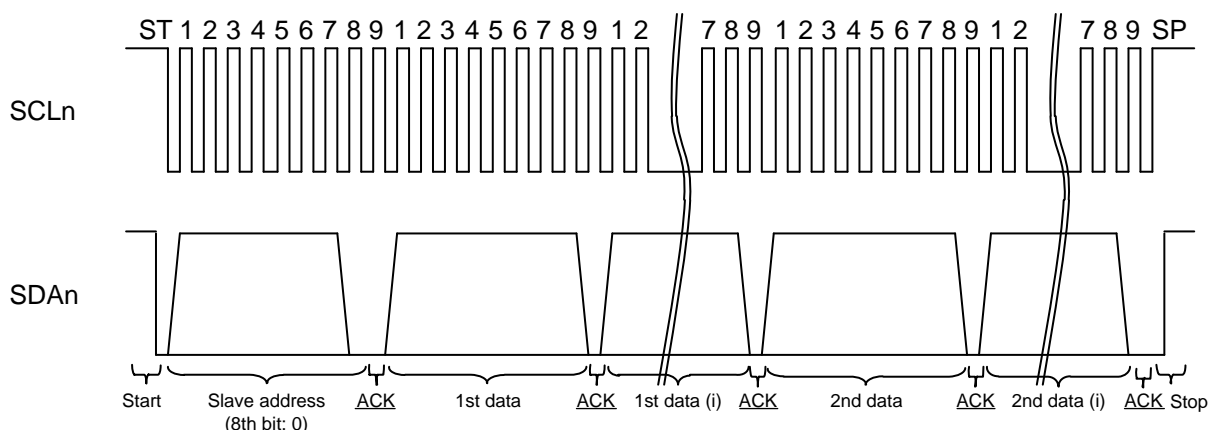 ST 1 2 3 4 5 6 7 8 9 1 2 3 4 5 6 7 8 9 1 2 7 8 9 1 2 3 4 5 6 7 8 9 1 2 7 8 9 SP
SCLn
SDAn
Start Slave address ACK 1st data ACK 1st data (i) ACK 2nd data ACK 2nd data (i) ACK Stop
(8th bit: 0)